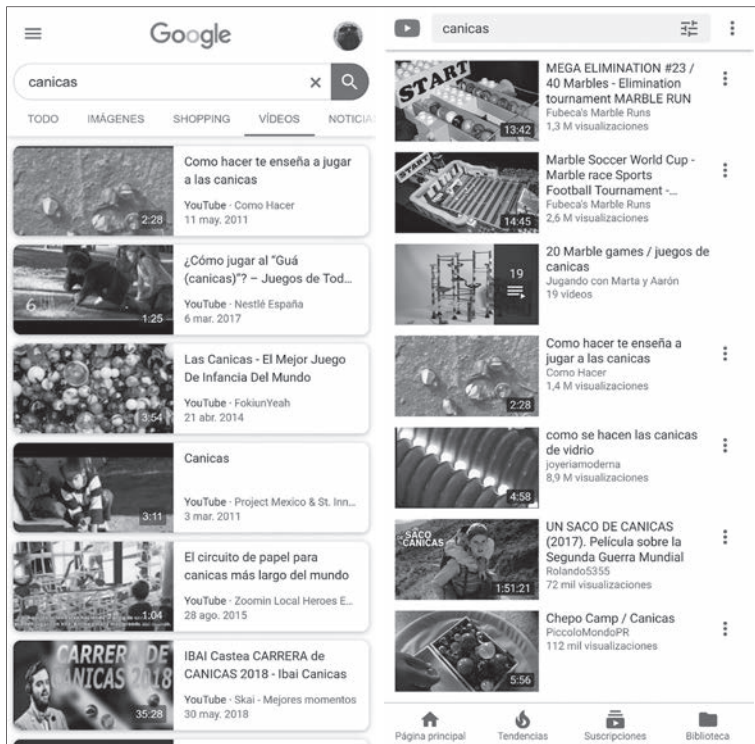 Google
canicas
TODO IMÁGENES SHOPPING VÍDEOS NOTICIA
2:28
Como hacer te enseña a jugar
a las canicas
YouTube · Como Hacer
11 may. 2011
6
1:25
¿Cómo jugar al “Guá
(canicas)”? – Juegos de Tod...
YouTube · Nestlé España
6 mar. 2017
3:54
Las Canicas - El Mejor Juego
De Infancia Del Mundo
YouTube · FokiunYeah
21 abr. 2014
3:11
Canicas
YouTube · Project Mexico & St. Inn...
3 mar. 2011
1:04
El circuito de papel para
canicas más largo del mundo
YouTube · Zoomin Local Heroes E...
28 ago. 2015
CARRERA DE
CANICAS 2018
35:28
IBAI Castea CARRERA de
CANICAS 2018 - Ibai Canicas
YouTube · Skai - Mejores momentos
30 may. 2018
canicas
START
13:42
MEGA ELIMINATION #23 /
40 Marbles - Elimination
tournament MARBLE RUN
Fubeca's Marble Runs
1,3 M visualizaciones
START
14:45
Marble Soccer World Cup -
Marble race Sports
Football Tournament -...
Fubeca's Marble Runs
2,6 M visualizaciones
19
20 Marble games / juegos de
canicas
Jugando con Marta y Aarón
19 vídeos
2:28
Como hacer te enseña a
jugar a las canicas
Como Hacer
1,4 M visualizaciones
4:58
como se hacen las canicas
de vidrio
joyeriamoderna
8,9 M visualizaciones
SACO
CANICAS
1:51:21
UN SACO DE CANICAS
(2017). Película sobre la
Segunda Guerra Mundial
Rolando5355
72 mil visualizaciones
5:56
Chepo Camp / Canicas
PiccoloMondoPR
112 mil visualizaciones
Página principal Tendencias Suscripciones Biblioteca